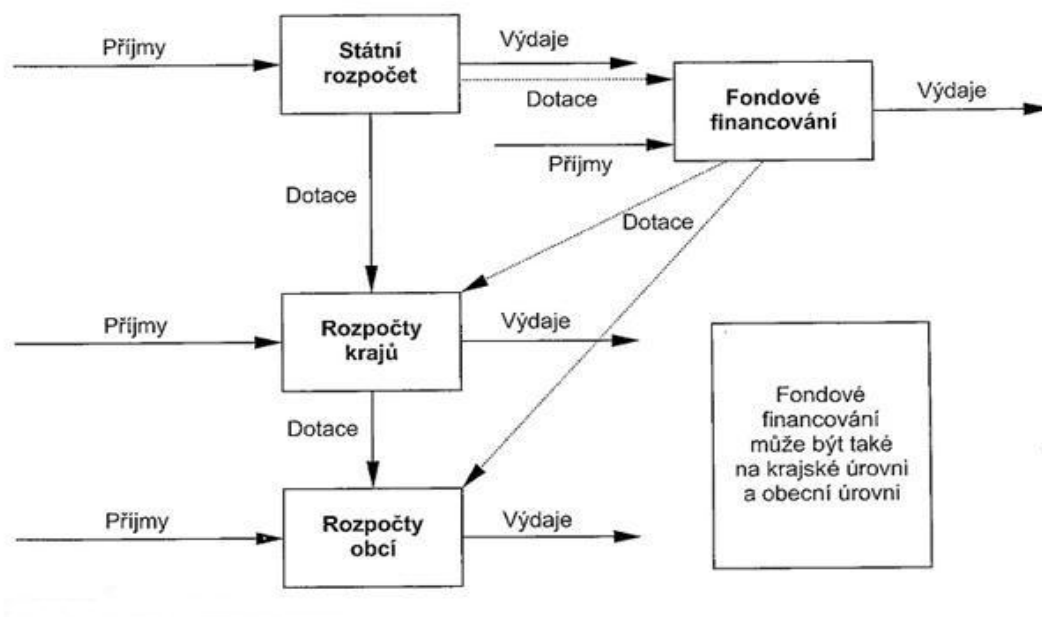 Příjmy
Státní
rozpočet
Výdaje
Dotace
Fondové
financování
Výdaje
Příjmy
Dotace
Dotace
Příjmy
Rozpočty
krajů
Výdaje
Fondové
financování
může být také
na krajské úrovni
a obecní úrovni
Dotace
Příjmy
Rozpočty
obcí
Výdaje